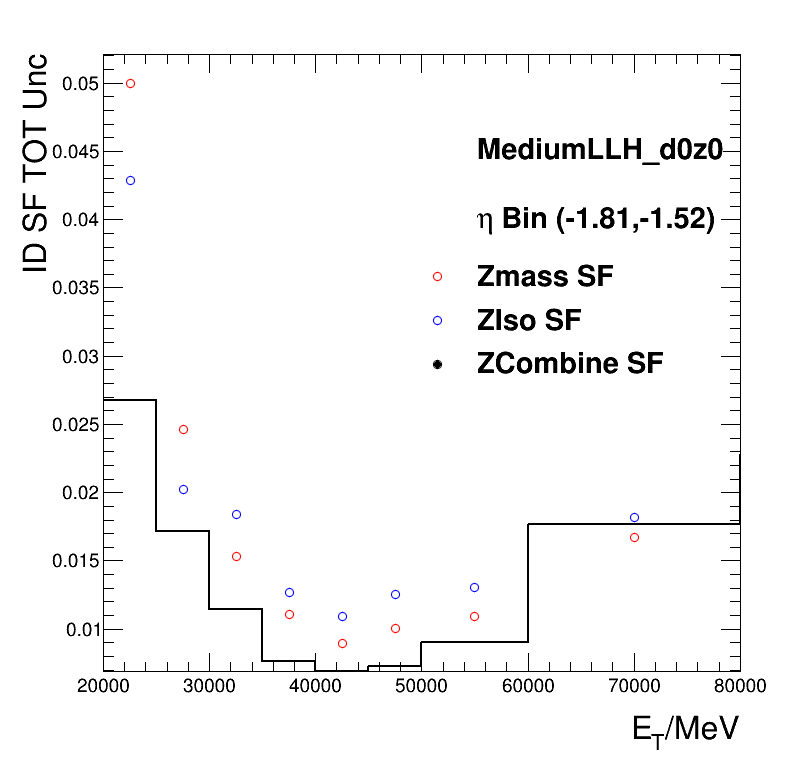 ID SF TOT Unc
0.05
0.045
0.04
0.035
0.03
0.025
0.02
0.015
0.01
MediumLLH_d0z0
η Bin (-1.81,-1.52)
Zmass SF
ZIso SF
ZCombine SF
20000 30000 40000 50000 60000 70000 80000
E_T/MeV